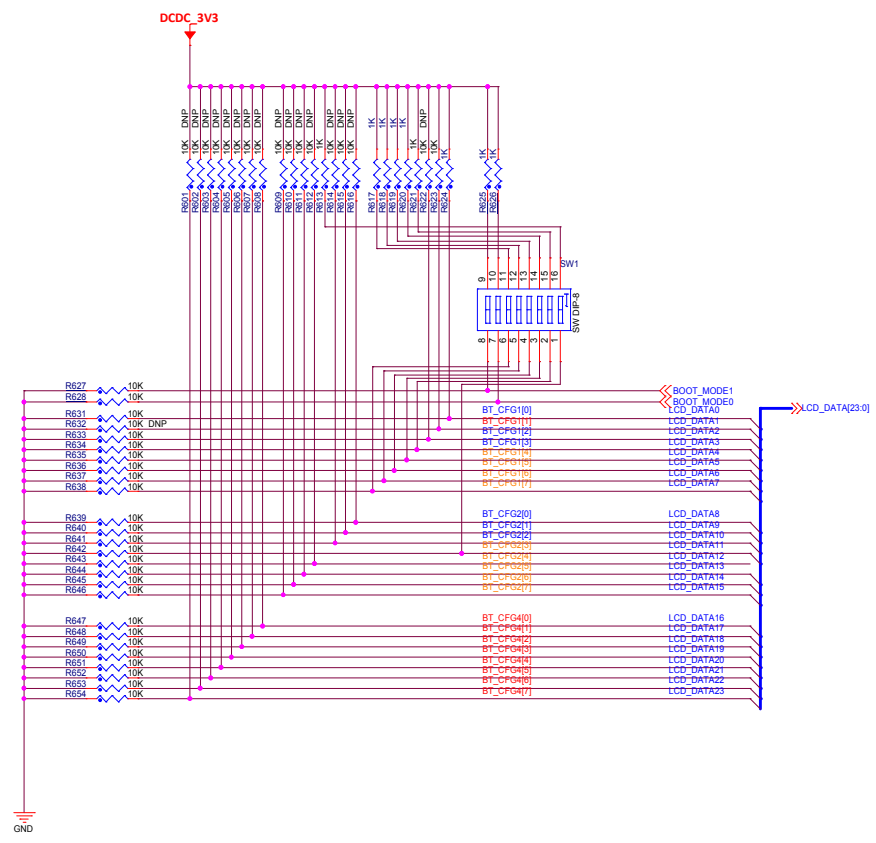 DCDC_3V3
DNP DNP DNP DNP DNP DNP DNP DNP DNP DNP DNP DNP 1K 1K 1K 1K DNP
10K 10K 10K 10K 10K 10K 10K 10K 10K 10K 10K 10K 1K 10K 10K 10K 1K 10K 10K 1K 1K 1K
R601 R602 R603 R604 R605 R606 R607 R608 R609 R610 R611 R612 R613 R614 R615 R616 R617 R618 R619 R620 R621 R622 R623 R624 R625 R626
SW1
9 10 11 12 13 14 15 16
SW DIP-8
8 7 6 5 4 3 2 1
R627 10K BOOT_MODE1
R628 10K BOOT_MODE0
R631 10K BT_CFG1[0] LCD_DATA0 LCD_DATA[23:0]
R632 10K DNP BT_CFG1[1] LCD_DATA1
R633 10K BT_CFG1[2] LCD_DATA2
R634 10K BT_CFG1[3] LCD_DATA3
R635 10K BT_CFG1[4] LCD_DATA4
R636 10K BT_CFG1[5] LCD_DATA5
R637 10K BT_CFG1[6] LCD_DATA6
R638 10K BT_CFG1[7] LCD_DATA7
R639 10K BT_CFG2[0] LCD_DATA8
R640 10K BT_CFG2[1] LCD_DATA9
R641 10K BT_CFG2[2] LCD_DATA10
R642 10K BT_CFG2[3] LCD_DATA11
R643 10K BT_CFG2[4] LCD_DATA12
R644 10K BT_CFG2[5] LCD_DATA13
R645 10K BT_CFG2[6] LCD_DATA14
R646 10K BT_CFG2[7] LCD_DATA15
R647 10K BT_CFG4[0] LCD_DATA16
R648 10K BT_CFG4[1] LCD_DATA17
R649 10K BT_CFG4[2] LCD_DATA18
R650 10K BT_CFG4[3] LCD_DATA19
R651 10K BT_CFG4[4] LCD_DATA20
R652 10K BT_CFG4[5] LCD_DATA21
R653 10K BT_CFG4[6] LCD_DATA22
R654 10K BT_CFG4[7] LCD_DATA23
GND